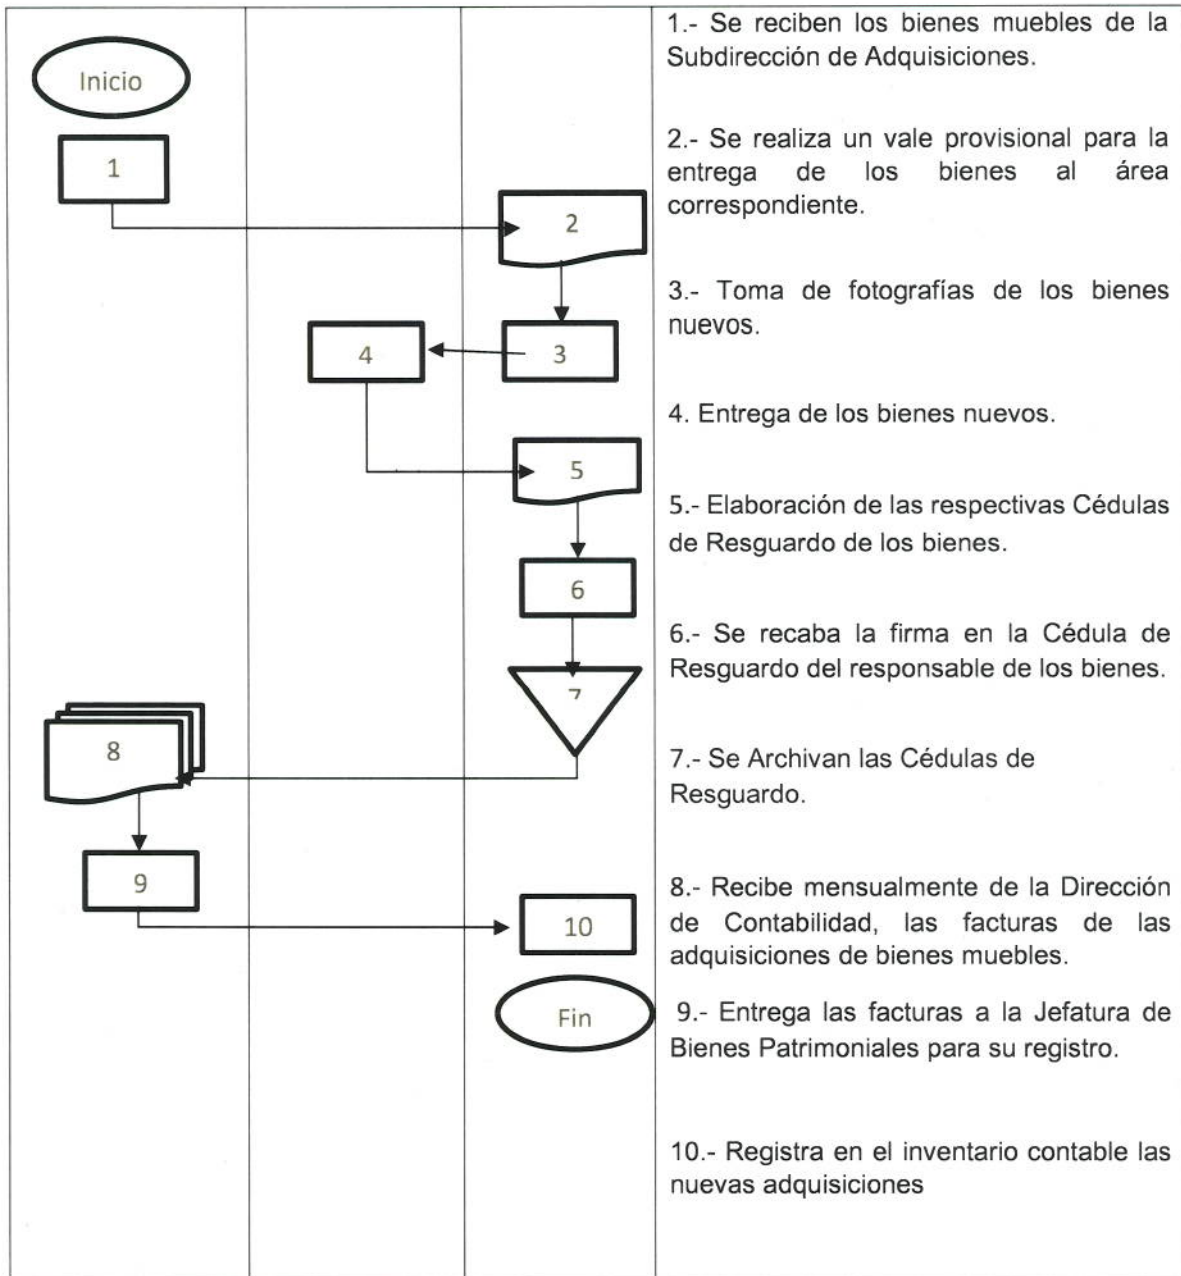 Inicio
1
2
3
4
5
6
7
8
9
10
Fin
1.- Se reciben los bienes muebles de la
Subdirección de Adquisiciones.
2.- Se realiza un vale provisional para la
entrega de los bienes al área
correspondiente.
3.- Toma de fotografías de los bienes
nuevos.
4. Entrega de los bienes nuevos.
5.- Elaboración de las respectivas Cédulas
de Resguardo de los bienes.
6.- Se recaba la firma en la Cédula de
Resguardo del responsable de los bienes.
7.- Se Archivan las Cédulas de
Resguardo.
8.- Recibe mensualmente de la Dirección
de Contabilidad, las facturas de las
adquisiciones de bienes muebles.
9.- Entrega las facturas a la Jefatura de
Bienes Patrimoniales para su registro.
10.- Registra en el inventario contable las
nuevas adquisiciones